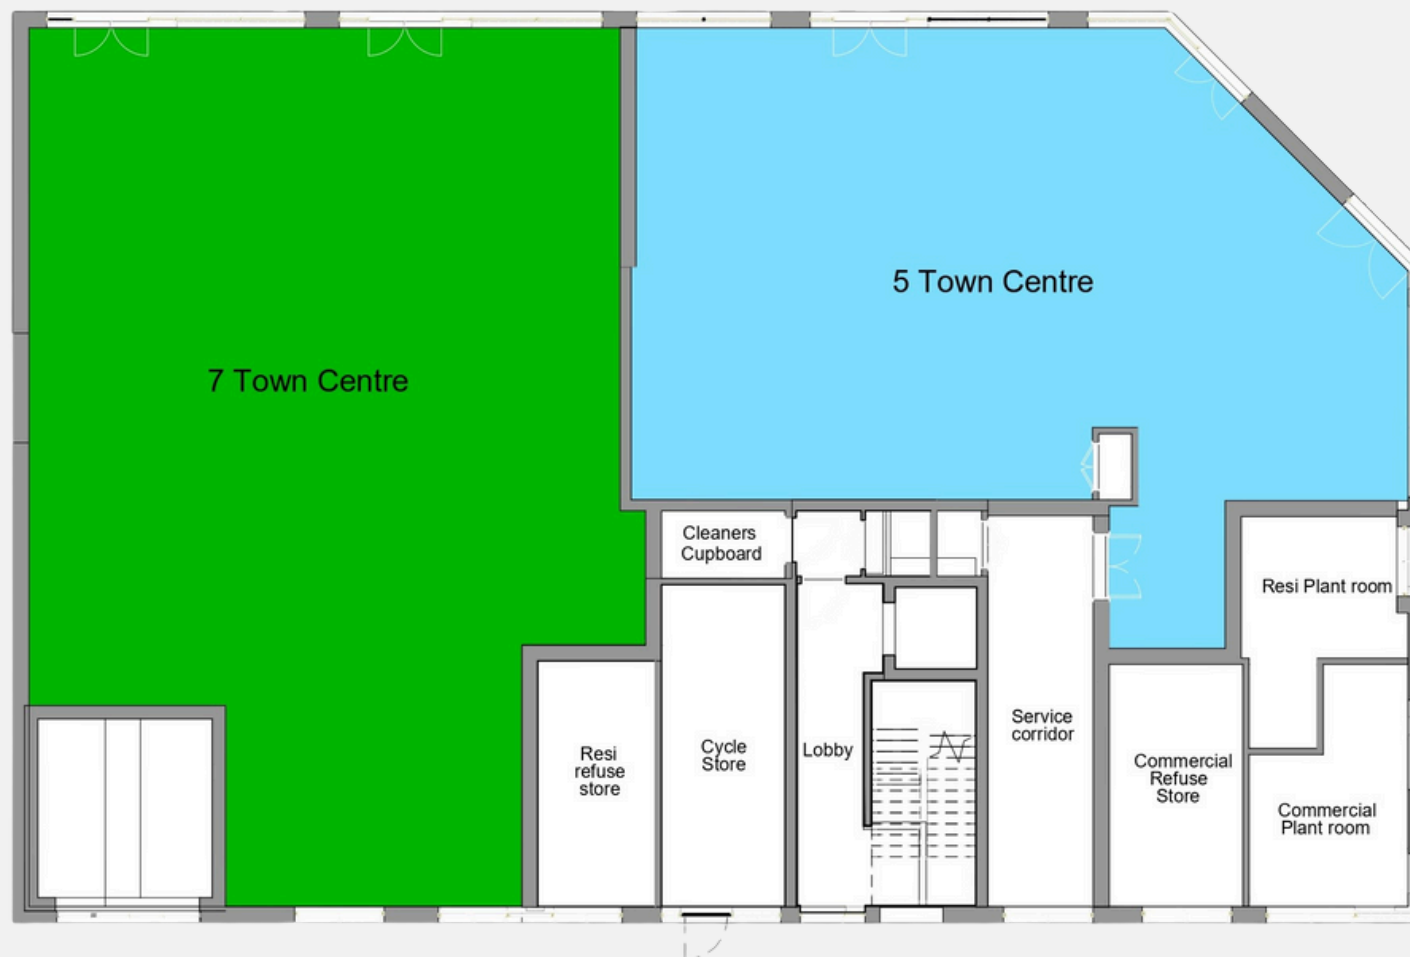 5 Town Centre
7 Town Centre
Cleaners
Cupboard
Resi Plant room
Service
corridor
Resi
refuse
store
Cycle
Store
Lobby
Commercial
Refuse
Store
Commercial
Plant room